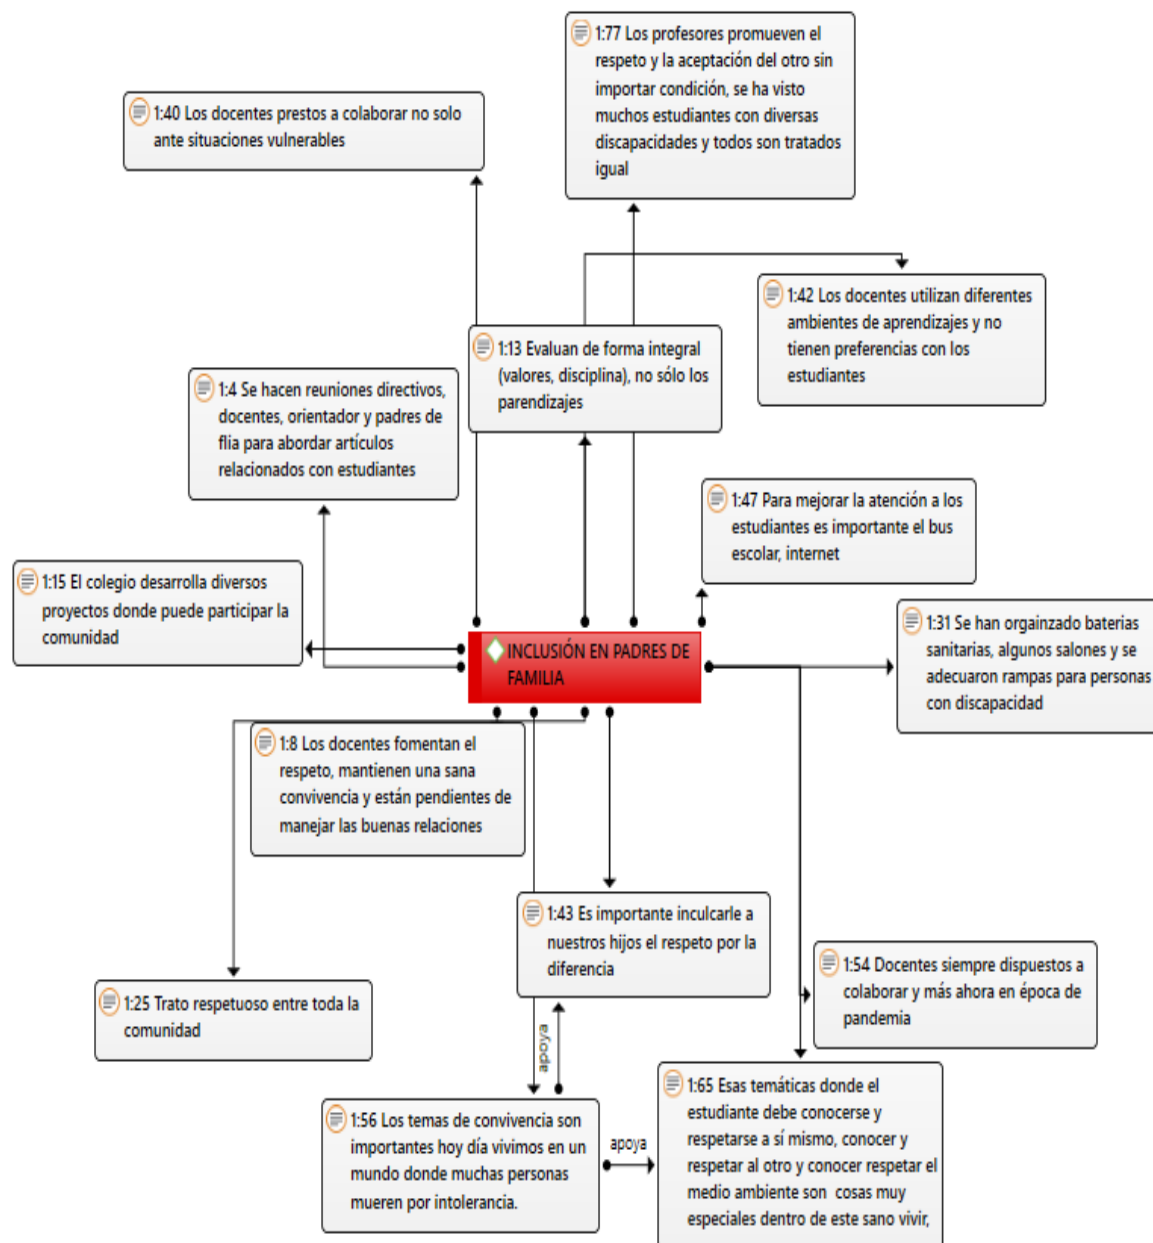 1:77 Los profesores promueven el
respeto y la aceptación del otro sin
importar condición, se ha visto
muchos estudiantes con diversas
discapacidades y todos son tratados
igual
1:40 Los docentes prestos a colaborar no solo
ante situaciones vulnerables
1:42 Los docentes utilizan diferentes
ambientes de aprendizajes y no
tienen preferencias con los
estudiantes
1:13 Evaluan de forma integral
(valores, disciplina), no sólo los
parendizajes
1:4 Se hacen reuniones directivos,
docentes, orientador y padres de
flia para abordar artículos
relacionados con estudiantes
1:47 Para mejorar la atención a los
estudiantes es importante el bus
escolar, internet
1:15 El colegio desarrolla diversos
proyectos donde puede participar la
comunidad
1:31 Se han orgainzado baterias
sanitarias, algunos salones y se
adecuaron rampas para personas
con discapacidad
INCLUSIÓN EN PADRES DE
FAMILIA
1:8 Los docentes fomentan el
respeto, mantienen una sana
convivencia y están pendientes de
manejar las buenas relaciones
1:43 Es importante inculcarle a
nuestros hijos el respeto por la
diferencia
1:54 Docentes siempre dispuestos a
colaborar y más ahora en época de
pandemia
1:25 Trato respetuoso entre toda la
comunidad
apoya
1:56 Los temas de convivencia son
importantes hoy día vivimos en un
mundo donde muchas personas
mueren por intolerancia.
apoya
1:65 Esas temáticas donde el
estudiante debe conocerse y
respetarse a sí mismo, conocer y
respetar al otro y conocer respetar el
medio ambiente son cosas muy
especiales dentro de este sano vivir,